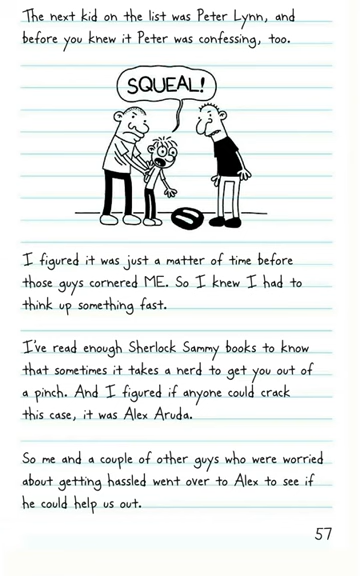 The next kid on the list was Peter Lynn, and
before you knew it Peter was confessing, too.
SQUEAL!
I figured it was just a matter of time before
those guys cornered ME. So I knew I had to
think up something fast.
I've read enough Sherlock Sammy books to know
that sometimes it takes a nerd to get you out of
a pinch. And I figured if anyone could crack
this case, it was Alex Aruda.
So me and a couple of other guys who were worried
about getting hassled went over to Alex to see if
he could help us out.
57